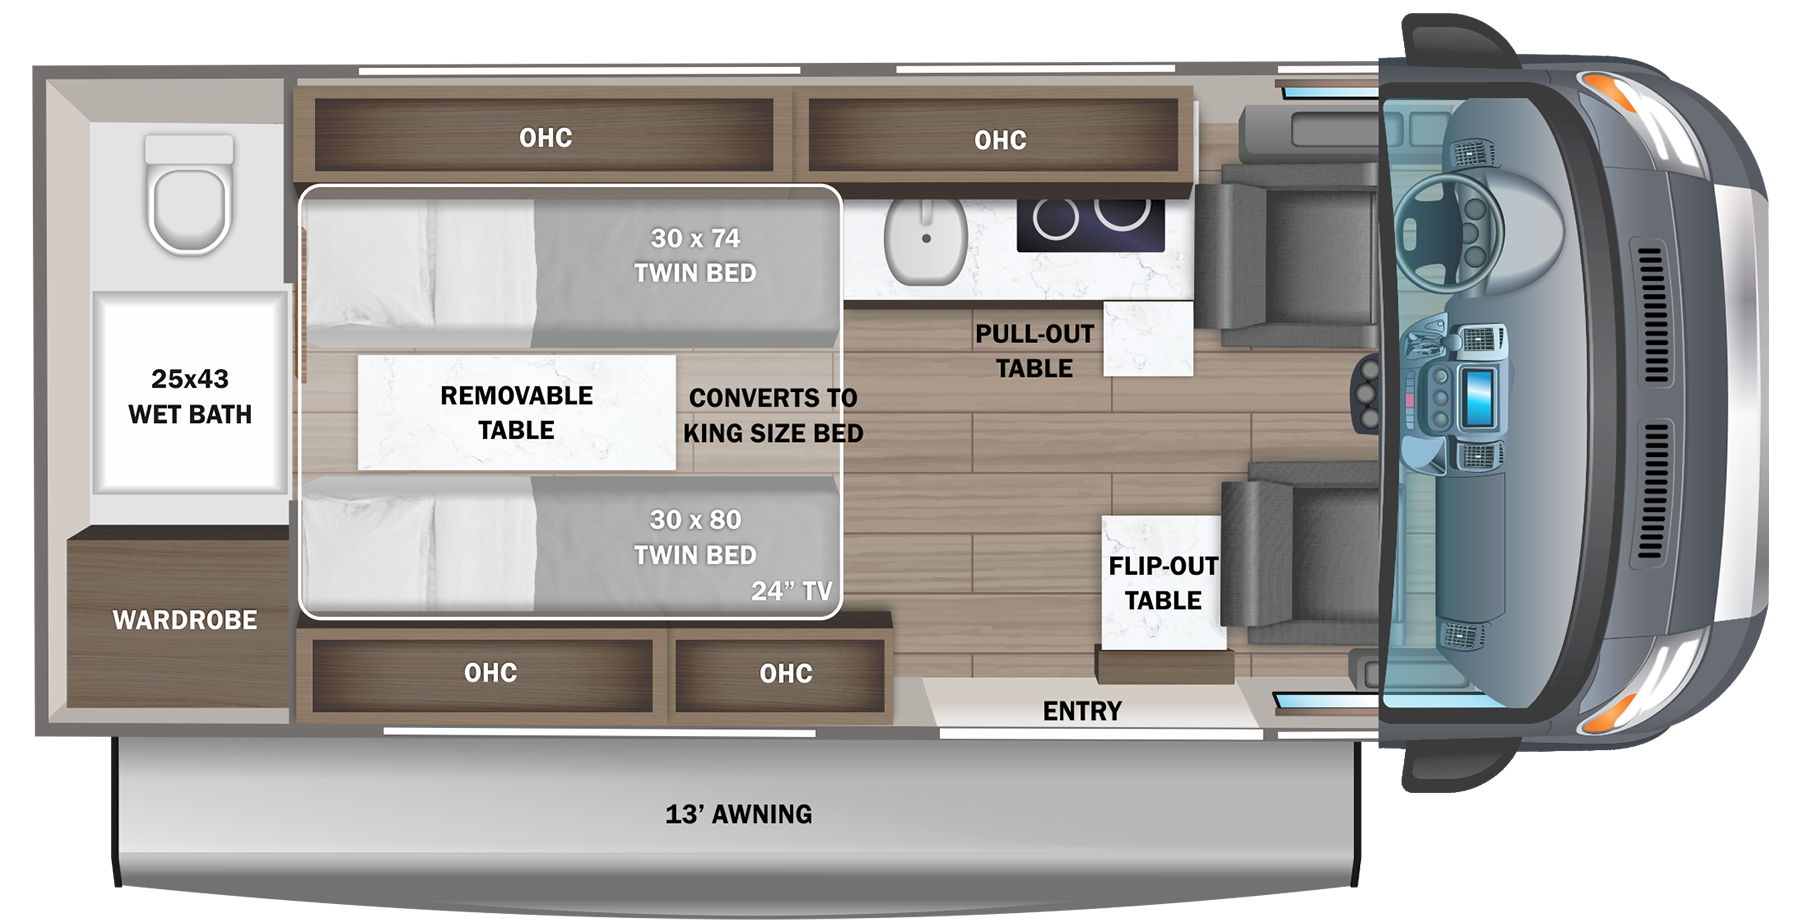 OHC
OHC
30 x 74
TWIN BED
PULL-OUT
TABLE
25x43
WET BATH
REMOVABLE
TABLE
CONVERTS TO
KING SIZE BED
30 x 80
TWIN BED
24” TV
FLIP-OUT
TABLE
WARDROBE
OHC
OHC
ENTRY
13’ AWNING